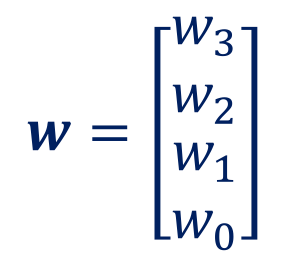 w = [w₃
w₂
w₁
w₀]